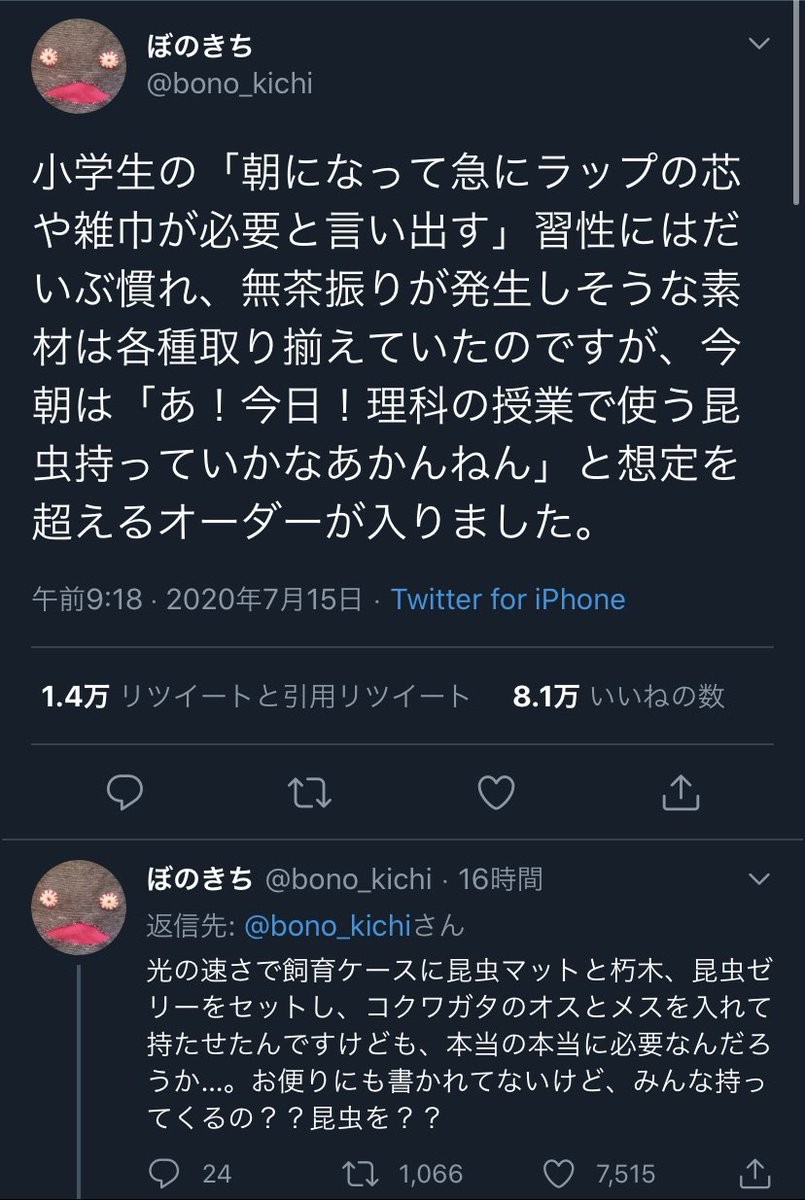 ぼのきち
@bono_kichi
小学生の「朝になって急にラップの芯
や雑巾が必要と言い出す」習性にはだ
いぶ慣れ、無茶振りが発生しそうな素
材は各種取り揃えていたのですが、今
朝は「あ！今日！理科の授業で使う昆
虫持っていかなあかんねん」と想定を
超えるオーダーが入りました。
午前9:18 · 2020年7月15日 · Twitter for iPhone
1.4万 リツイートと引用リツイート 8.1万 いいねの数
ぼのきち @bono_kichi · 16時間
返信先: @bono_kichiさん
光の速さで飼育ケースに昆虫マットと朽木、昆虫ゼ
リーをセットし、コクワガタのオスとメスを入れて
持たせたんですけども、本当の本当に必要なんだろ
うか…。お便りにも書かれてないけど、みんな持っ
てくるの？？昆虫を？？
24 1,066 7,515